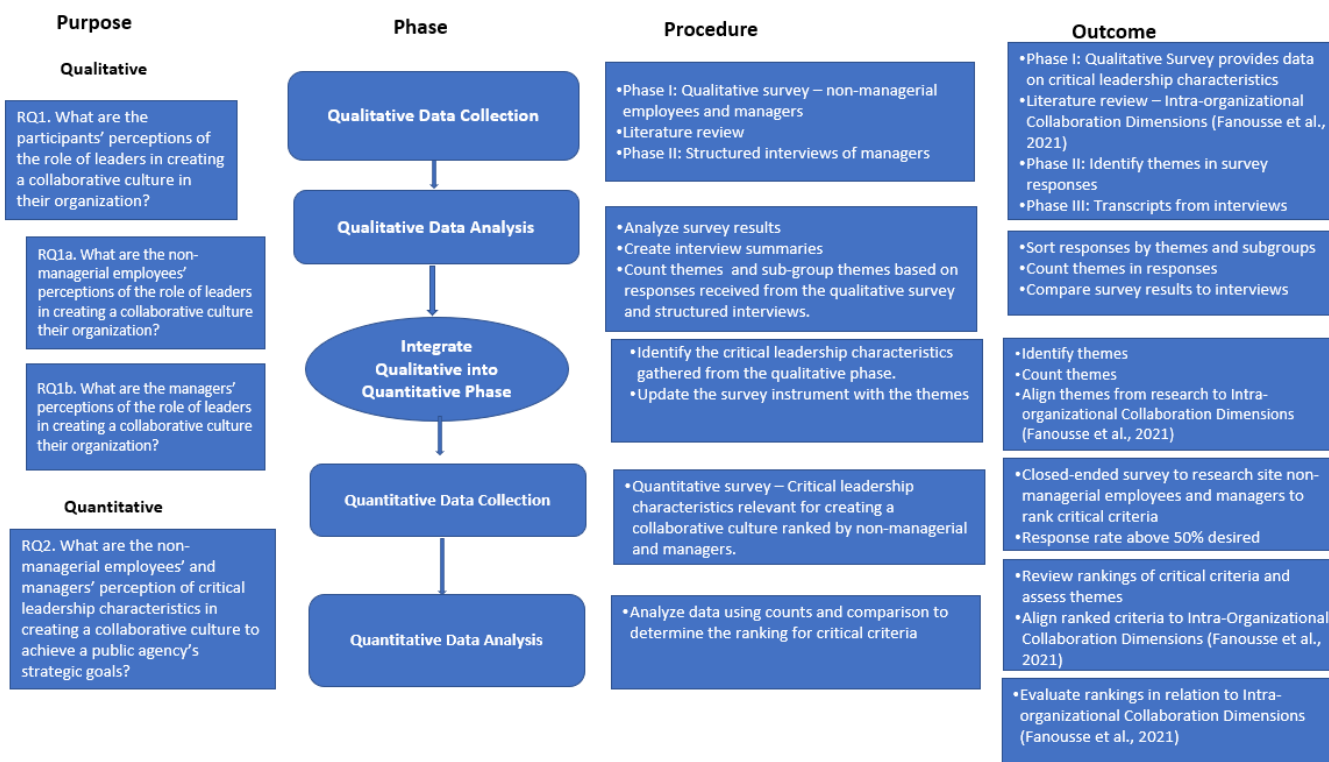 Purpose
Phase
Procedure
Outcome
Qualitative
RQ1. What are the
participants' perceptions of
the role of leaders in creating
a collaborative culture in
their organization?
RQ1a. What are the non-
managerial employees'
perceptions of the role of leaders
in creating a collaborative culture
their organization?
RQ1b. What are the managers'
perceptions of the role of leaders
in creating a collaborative culture
their organization?
Quantitative
RQ2. What are the non-
managerial employees' and
managers' perception of critical
leadership characteristics in
creating a collaborative culture to
achieve a public agency's
strategic goals?
Qualitative Data Collection
Qualitative Data Analysis
Integrate
Qualitative into
Quantitative Phase
Quantitative Data Collection
Quantitative Data Analysis
•Phase I: Qualitative survey – non-managerial
employees and managers
•Literature review
•Phase II: Structured interviews of managers
•Analyze survey results
•Create interview summaries
•Count themes and sub-group themes based on
responses received from the qualitative survey
and structured interviews.
•Identify the critical leadership characteristics
gathered from the qualitative phase.
•Update the survey instrument with the themes
•Quantitative survey – Critical leadership
characteristics relevant for creating a
collaborative culture ranked by non-managerial
and managers.
•Analyze data using counts and comparison to
determine the ranking for critical criteria
•Phase I: Qualitative Survey provides data
on critical leadership characteristics
•Literature review – Intra-organizational
Collaboration Dimensions (Fanousse et al.,
2021)
•Phase II: Identify themes in survey
responses
•Phase III: Transcripts from interviews
•Sort responses by themes and subgroups
•Count themes in responses
•Compare survey results to interviews
•Identify themes
•Count themes
•Align themes from research to Intra-
organizational Collaboration Dimensions
(Fanousse et al., 2021)
•Closed-ended survey to research site non-
managerial employees and managers to
rank critical criteria
•Response rate above 50% desired
•Review rankings of critical criteria and
assess themes
•Align ranked criteria to Intra-Organizational
Collaboration Dimensions (Fanousse et al.,
2021)
•Evaluate rankings in relation to Intra-
organizational Collaboration Dimensions
(Fanousse et al., 2021)